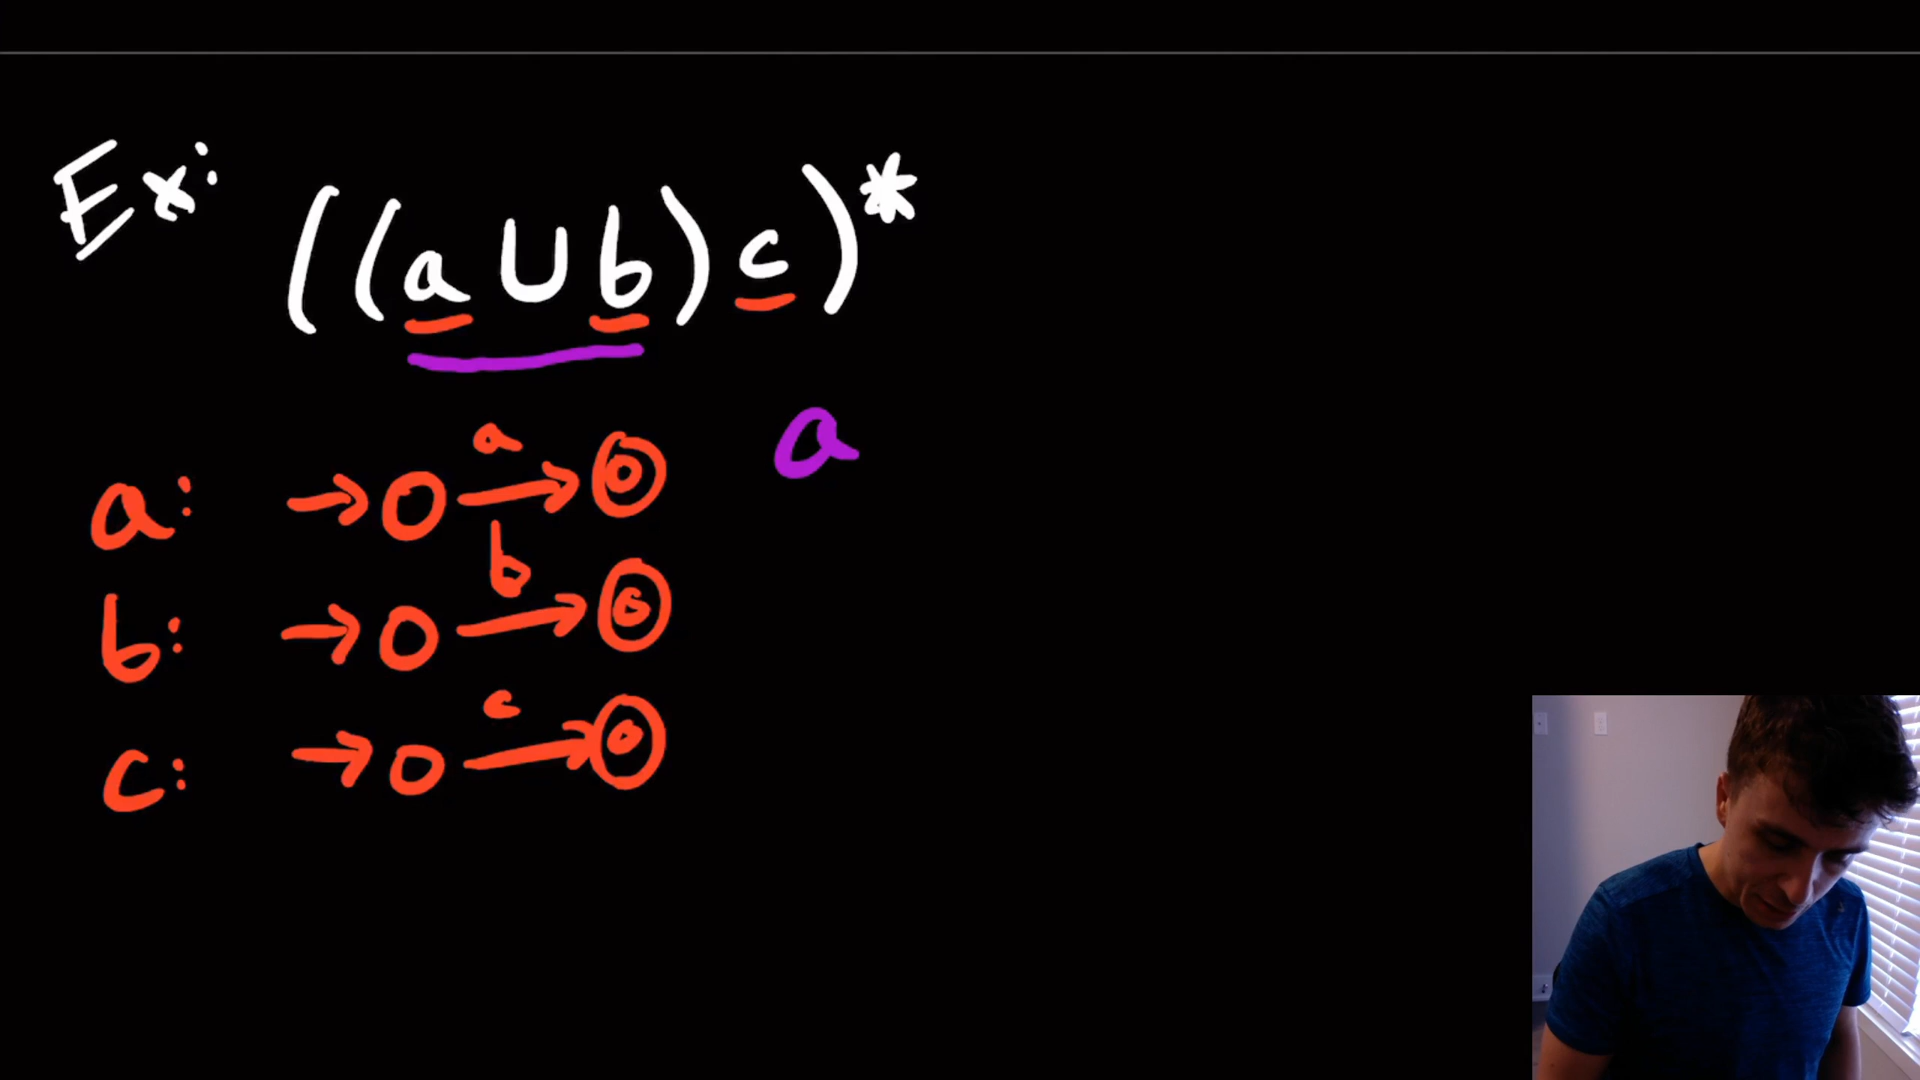 Ex: ((a ∪ b) c)*
a: → a →
a
b: → b →
c: → c →